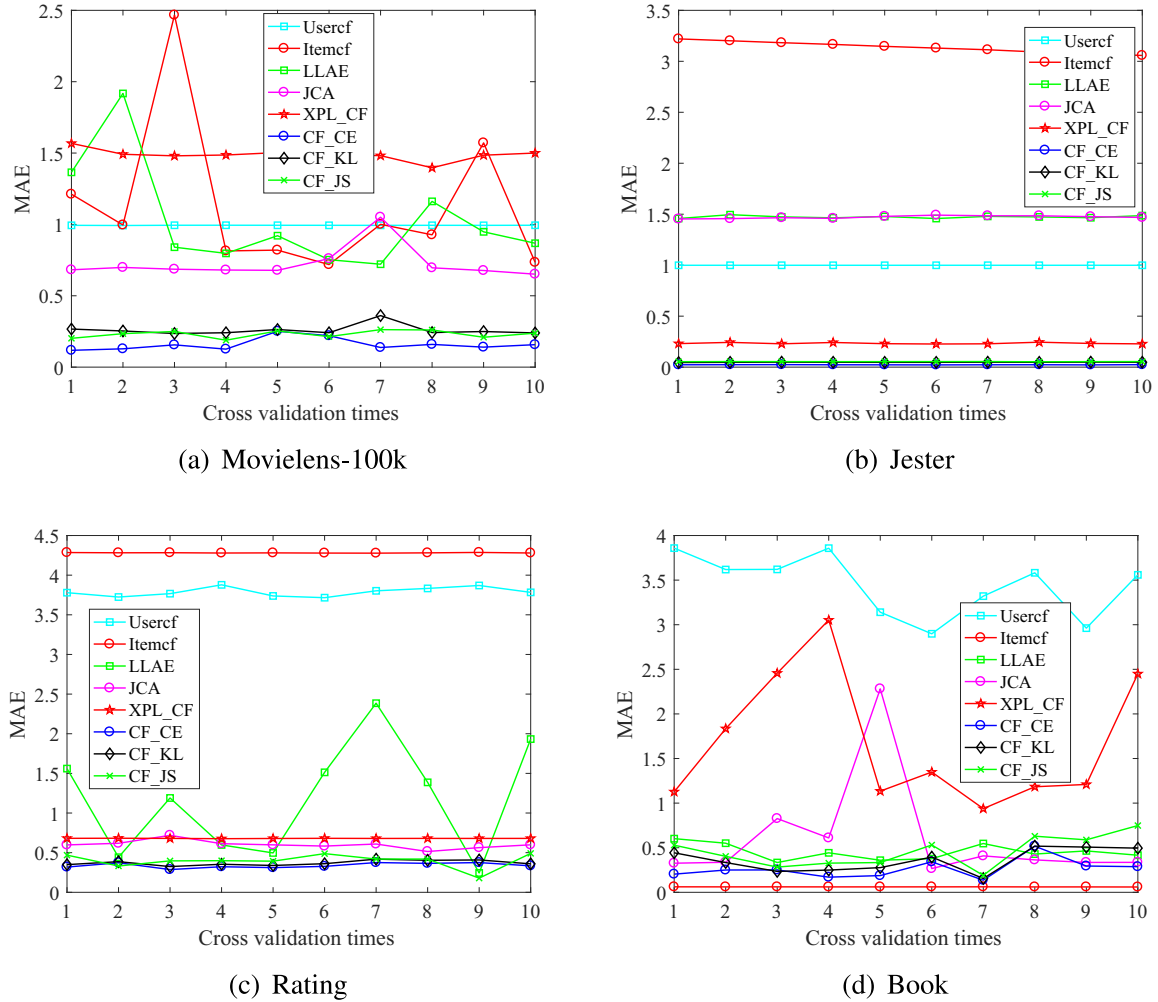 2.5
2
1.5
1
0.5
0
MAE
Usercf
Itemcf
LLAE
JCA
XPL_CF
CF_CE
CF_KL
CF_JS
1 2 3 4 5 6 7 8 9 10
Cross validation times
(a) Movielens-100k
3.5
3
2.5
2
1.5
1
0.5
0
MAE
Usercf
Itemcf
LLAE
JCA
XPL_CF
CF_CE
CF_KL
CF_JS
1 2 3 4 5 6 7 8 9 10
Cross validation times
(b) Jester
4.5
4
3.5
3
2.5
2
1.5
1
0.5
0
MAE
Usercf
Itemcf
LLAE
JCA
XPL_CF
CF_CE
CF_KL
CF_JS
1 2 3 4 5 6 7 8 9 10
Cross validation times
(c) Rating
4
3.5
3
2.5
2
1.5
1
0.5
0
MAE
Usercf
Itemcf
LLAE
JCA
XPL_CF
CF_CE
CF_KL
CF_JS
1 2 3 4 5 6 7 8 9 10
Cross validation times
(d) Book